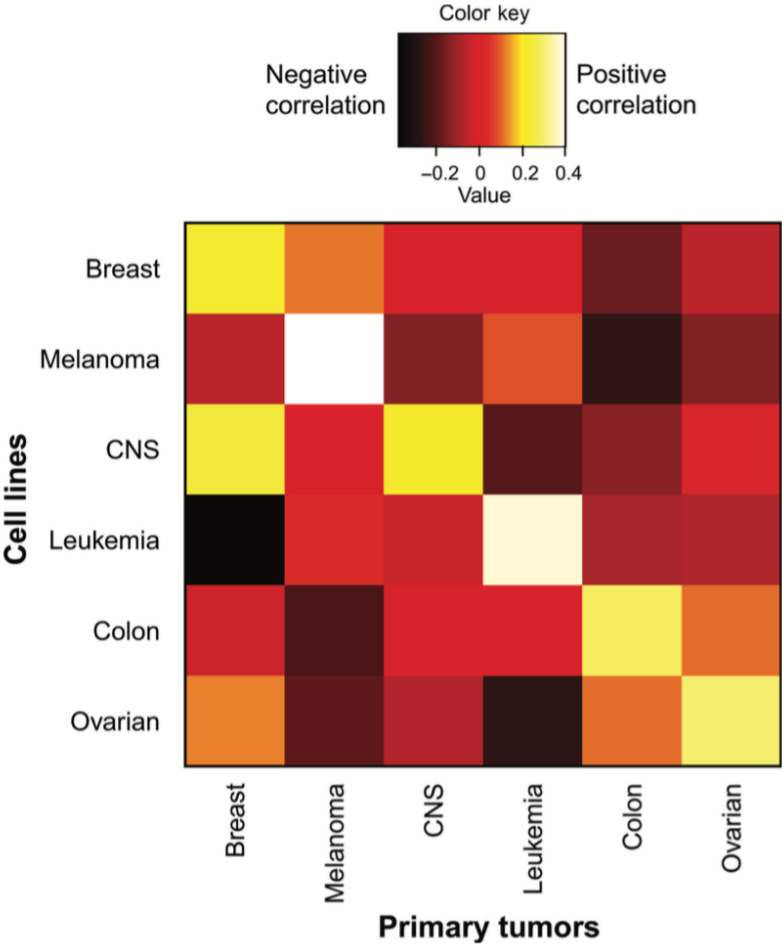 Color key
Negative
correlation
Positive
correlation
−0.2 0 0.2 0.4
Value
Breast
Melanoma
CNS
Leukemia
Colon
Ovarian
Cell lines
Breast
Melanoma
CNS
Leukemia
Colon
Ovarian
Primary tumors